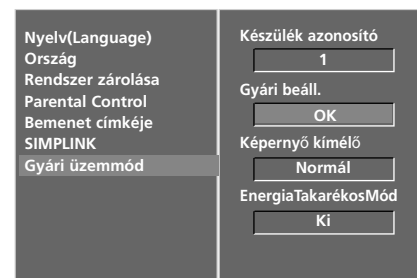 Nyelv(Language)
Ország
Rendszer zárolása
Parental Control
Bemenet címkéje
SIMPLINK
Gyári üzemmód
Készülék azonosító
1
Gyári beáll.
OK
Képernyő kímélő
Normál
EnergiaTakarékosMód
Ki